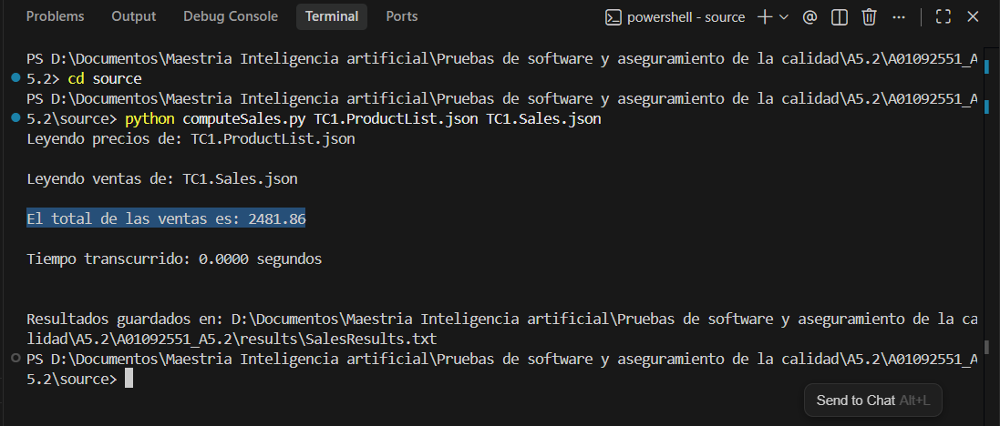 Problems Output Debug Console Terminal Ports powershell - source
PS D:\Documentos\Maestria Inteligencia artificial\Pruebas de software y aseguramiento de la calidad\A5.2\A01092551_A
5.2> cd source
PS D:\Documentos\Maestria Inteligencia artificial\Pruebas de software y aseguramiento de la calidad\A5.2\A01092551_A
5.2\source> python computeSales.py TC1.ProductList.json TC1.Sales.json
Leyendo precios de: TC1.ProductList.json
Leyendo ventas de: TC1.Sales.json
El total de las ventas es: 2481.86
Tiempo transcurrido: 0.0000 segundos
Resultados guardados en: D:\Documentos\Maestria Inteligencia artificial\Pruebas de software y aseguramiento de la ca
lidad\A5.2\A01092551_A5.2\results\SalesResults.txt
PS D:\Documentos\Maestria Inteligencia artificial\Pruebas de software y aseguramiento de la calidad\A5.2\A01092551_A
5.2\source>
Send to Chat Alt+L